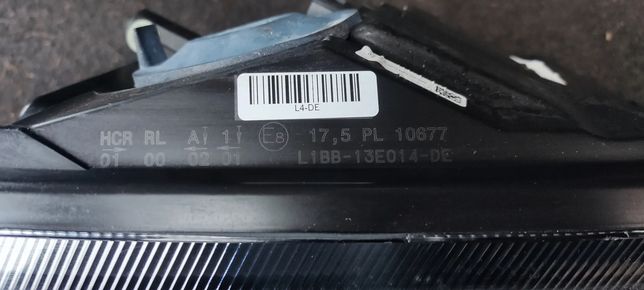 L4-DE
HCR RL A 1 E8 17,5 PL 10677
01 00 02 01 L1BB-13E014-DE